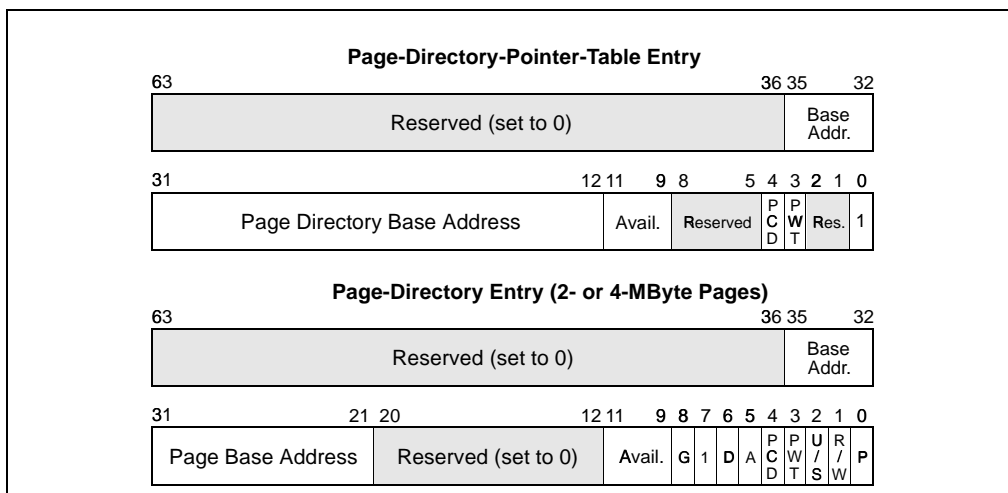 Page-Directory-Pointer-Table Entry
63 36 35 32
Reserved (set to 0) Base Addr.
31 12 11 9 8 5 4 3 2 1 0
Page Directory Base Address Avail. Reserved PCD PWT Res. 1
Page-Directory Entry (2- or 4-MByte Pages)
63 36 35 32
Reserved (set to 0) Base Addr.
31 21 20 12 11 9 8 7 6 5 4 3 2 1 0
Page Base Address Reserved (set to 0) Avail. G 1 D A PCD PWT U/S R/W P